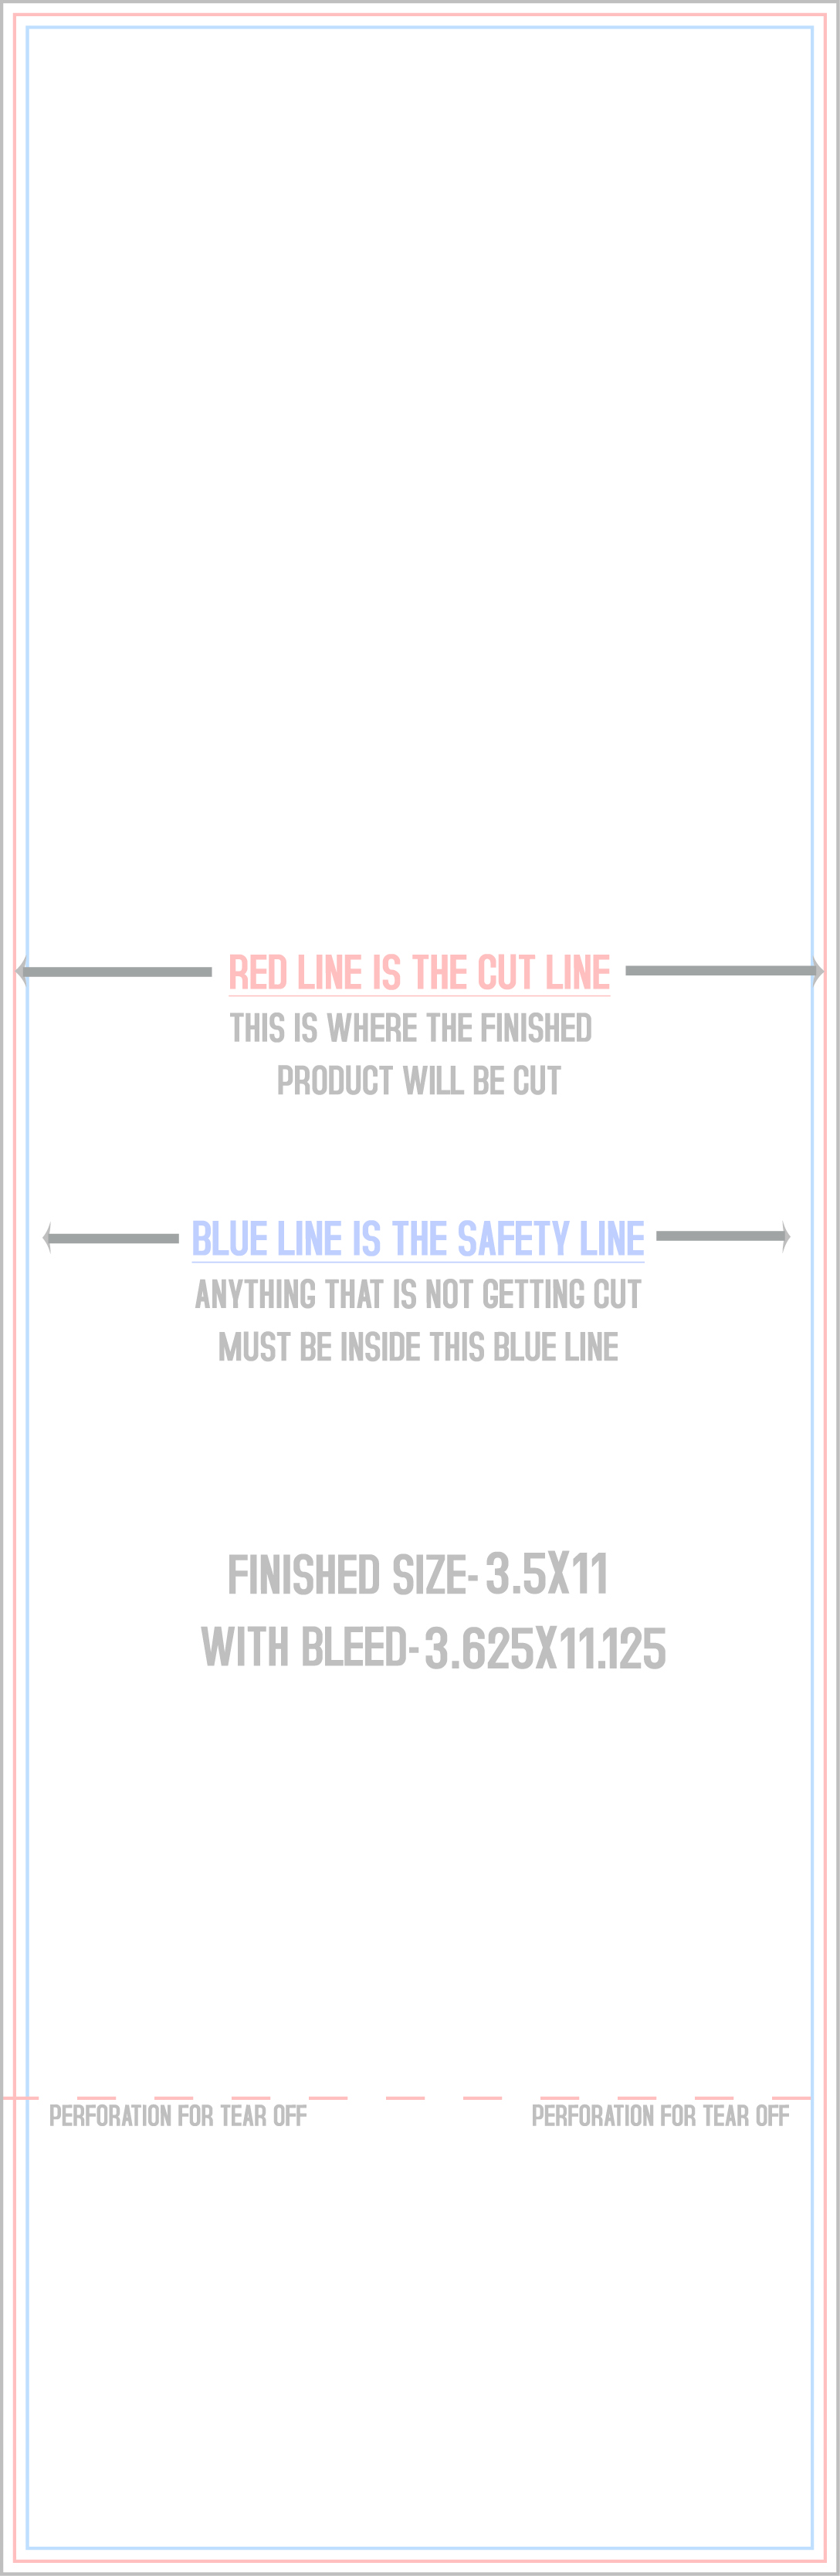 RED LINE IS THE CUT LINE
THIS IS WHERE THE FINISHED
PRODUCT WILL BE CUT
BLUE LINE IS THE SAFETY LINE
ANYTHING THAT IS NOT GETTING CUT
MUST BE INSIDE THIS BLUE LINE
FINISHED SIZE- 3.5X11
WITH BLEED- 3.625X11.125
PERFORATION FOR TEAR OFF PERFORATION FOR TEAR OFF